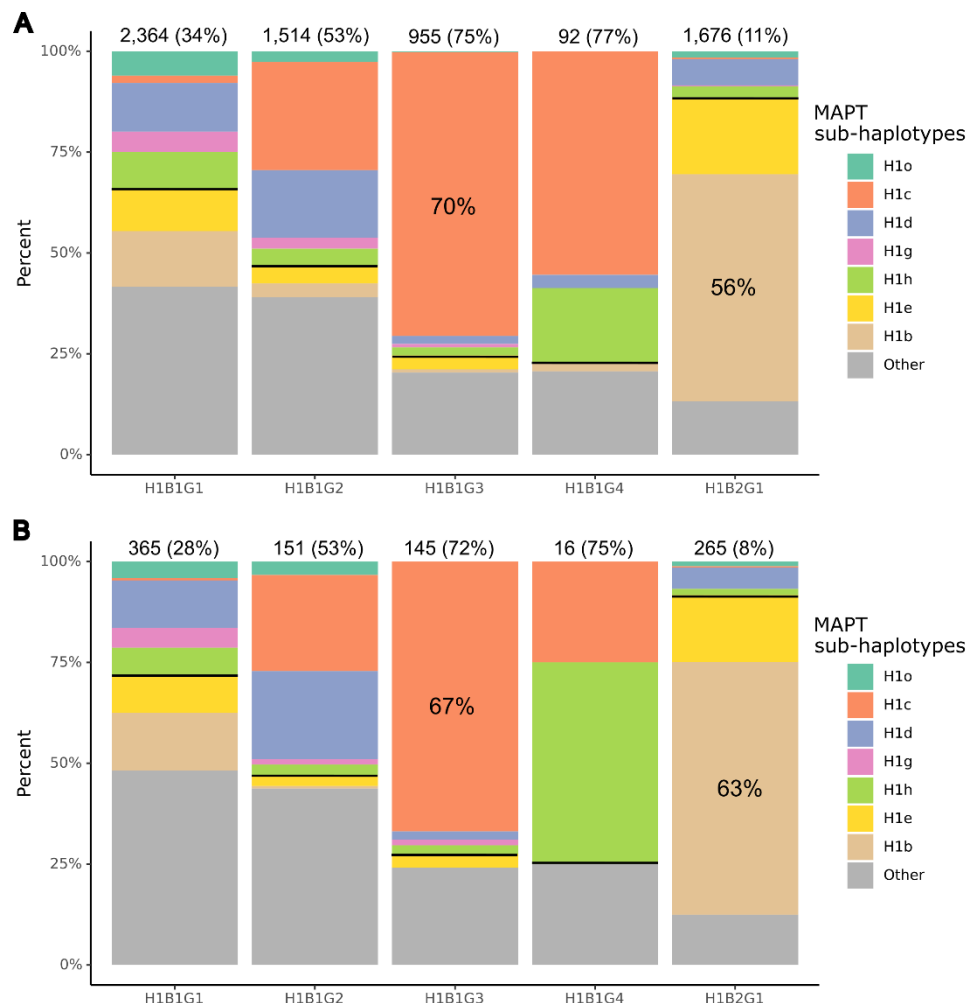 A
2,364 (34%) 1,514 (53%) 955 (75%) 92 (77%) 1,676 (11%)
100%
75%
50%
25%
0%
Percent
70%
56%
H1B1G1 H1B1G2 H1B1G3 H1B1G4 H1B2G1
MAPT
sub-haplotypes
H1o
H1c
H1d
H1g
H1h
H1e
H1b
Other
B
365 (28%) 151 (53%) 145 (72%) 16 (75%) 265 (8%)
100%
75%
50%
25%
0%
Percent
67%
63%
H1B1G1 H1B1G2 H1B1G3 H1B1G4 H1B2G1
MAPT
sub-haplotypes
H1o
H1c
H1d
H1g
H1h
H1e
H1b
Other